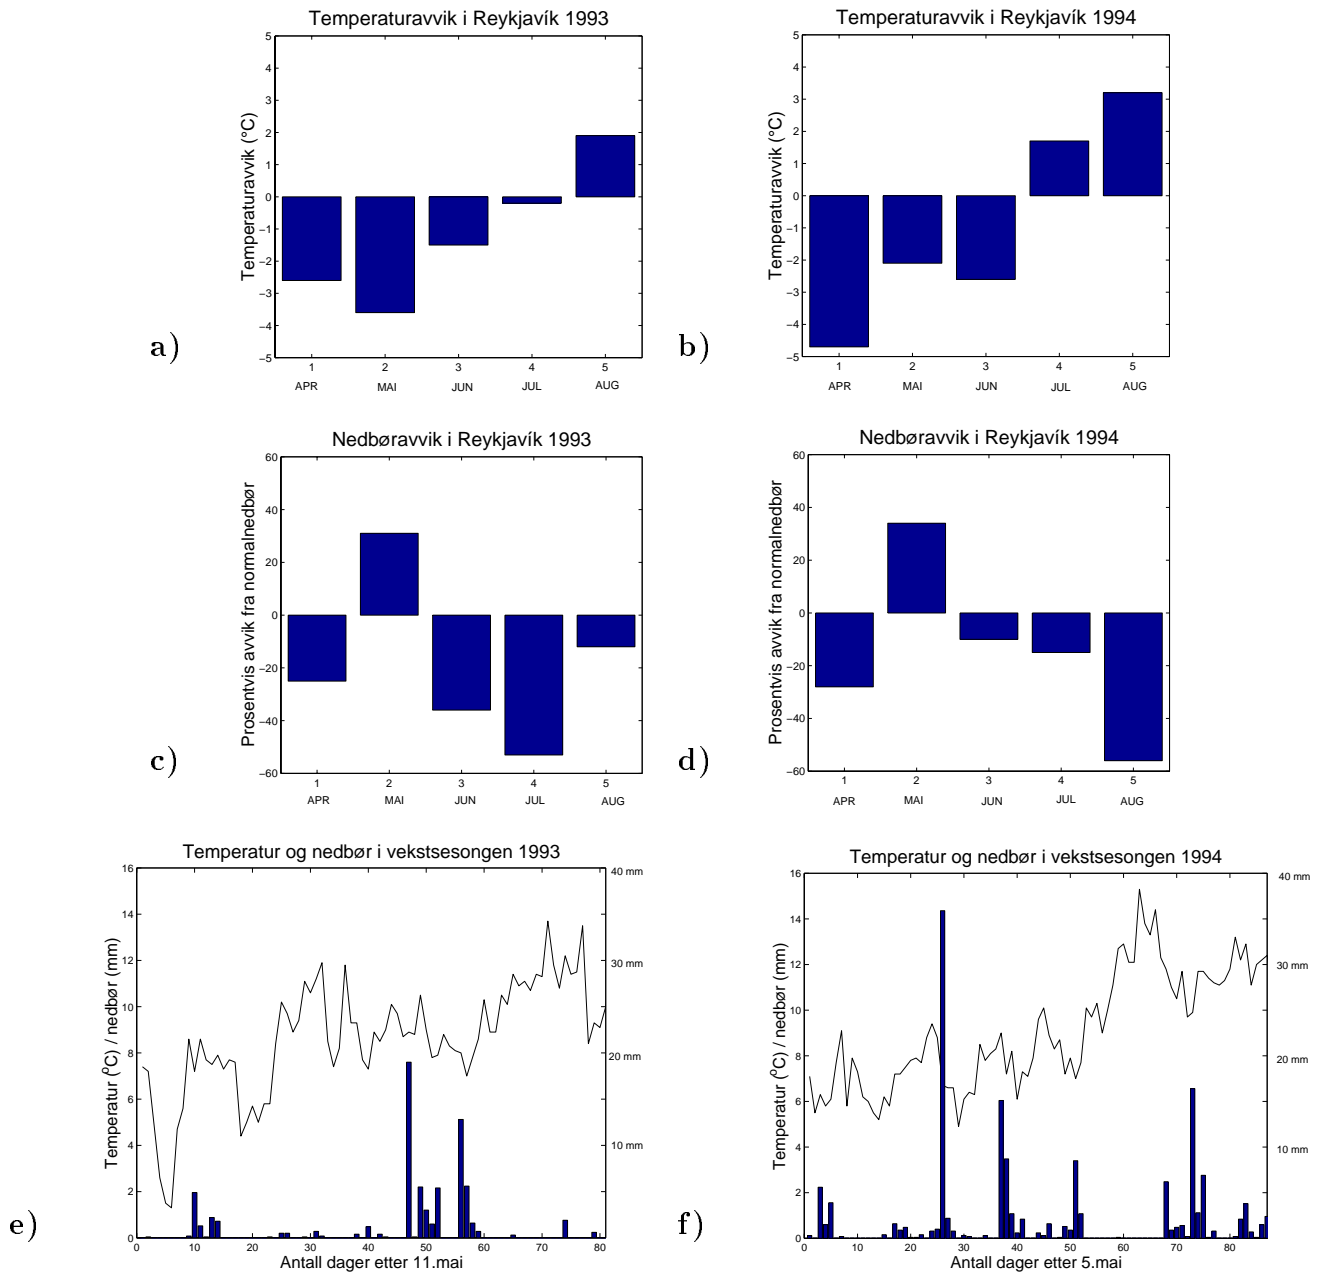 Temperaturavvik i Reykjavík 1993
5
4
3
2
1
0
−1
−2
−3
−4
−5
Temperaturavvik (°C)
1 2 3 4 5
APR MAI JUN JUL AUG
a)
Temperaturavvik i Reykjavík 1994
5
4
3
2
1
0
−1
−2
−3
−4
−5
Temperaturavvik (°C)
1 2 3 4 5
APR MAI JUN JUL AUG
b)
Nedbøravvik i Reykjavík 1993
60
40
20
0
−20
−40
−60
Prosentvis avvik fra normalnedbør
1 2 3 4 5
APR MAI JUN JUL AUG
c)
Nedbøravvik i Reykjavík 1994
60
40
20
0
−20
−40
−60
Prosentvis avvik fra normalnedbør
1 2 3 4 5
APR MAI JUN JUL AUG
d)
Temperatur og nedbør i vekstsesongen 1993
16
14
12
10
8
6
4
2
0
Temperatur (°C) / nedbør (mm)
40 mm
30 mm
20 mm
10 mm
0 10 20 30 40 50 60 70 80
Antall dager etter 11.mai
e)
Temperatur og nedbør i vekstsesongen 1994
16
14
12
10
8
6
4
2
0
Temperatur (°C) / nedbør (mm)
40 mm
30 mm
20 mm
10 mm
0 10 20 30 40 50 60 70 80
Antall dager etter 5.mai
f)